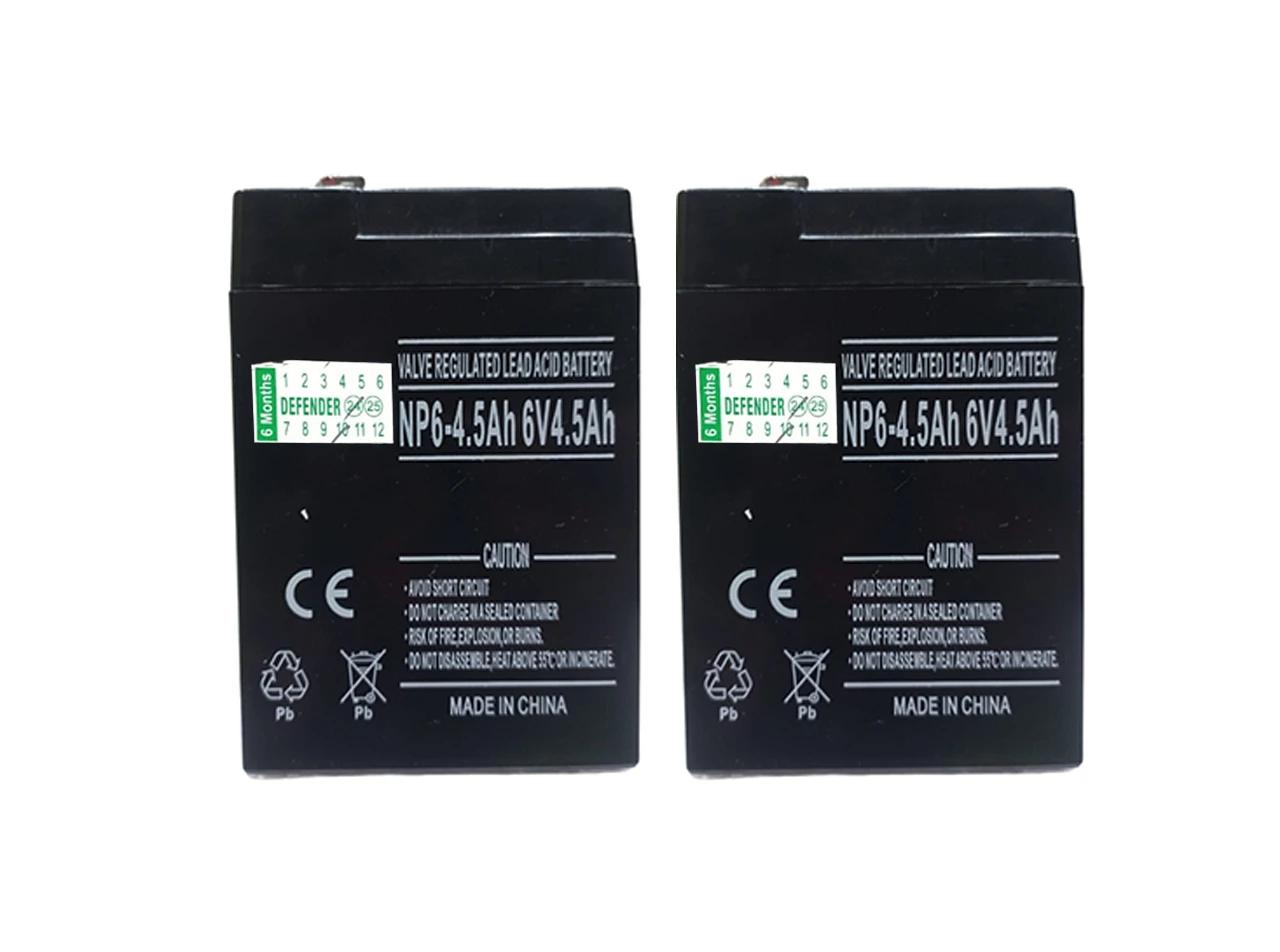 6 Months
1 2 3 4 5 6
DEFENDER 24 25
7 8 9 10 11 12
VALVE REGULATED LEAD ACID BATTERY
NP6-4.5Ah 6V4.5Ah
CAUTION
• AVOID SHORT CIRCUIT
• DO NOT CHARGE.IN A SEALED CONTAINER
• RISK OF FIRE,EXPLOSION,OR BURNS.
• DO NOT DISASSEMBLE,HEAT ABOVE 55℃ OR INCINERATE.
CE
Pb
Pb
MADE IN CHINA
6 Months
1 2 3 4 5 6
DEFENDER 24 25
7 8 9 10 11 12
VALVE REGULATED LEAD ACID BATTERY
NP6-4.5Ah 6V4.5Ah
CAUTION
• AVOID SHORT CIRCUIT
• DO NOT CHARGE.IN A SEALED CONTAINER
• RISK OF FIRE,EXPLOSION,OR BURNS.
• DO NOT DISASSEMBLE,HEAT ABOVE 55℃ OR INCINERATE.
CE
Pb
Pb
MADE IN CHINA